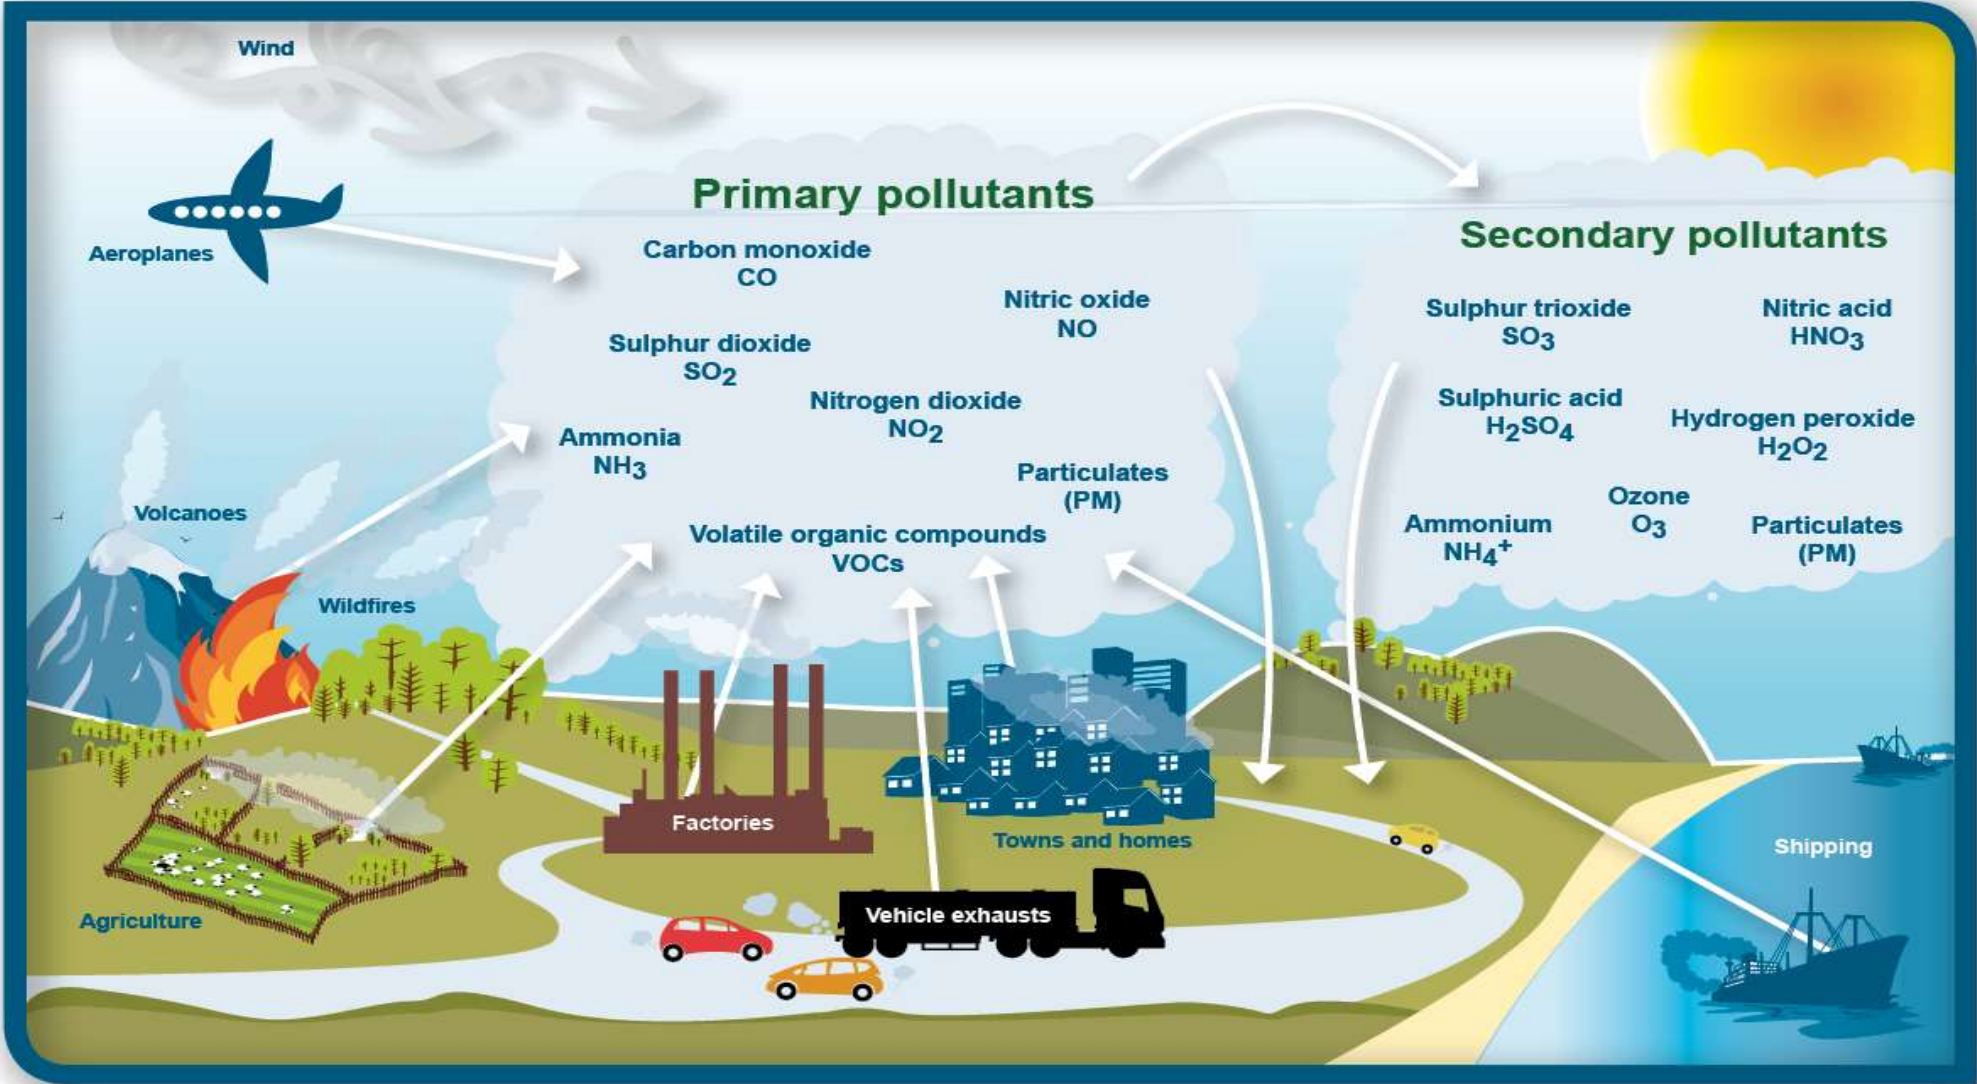 Wind
Aeroplanes
Primary pollutants
Carbon monoxide
CO
Nitric oxide
NO
Sulphur dioxide
SO2
Nitrogen dioxide
NO2
Ammonia
NH3
Particulates
(PM)
Volatile organic compounds
VOCs
Secondary pollutants
Sulphur trioxide
SO3
Nitric acid
HNO3
Sulphuric acid
H2SO4
Hydrogen peroxide
H2O2
Ozone
O3
Ammonium
NH4+
Particulates
(PM)
Volcanoes
Wildfires
Factories
Towns and homes
Shipping
Agriculture
Vehicle exhausts